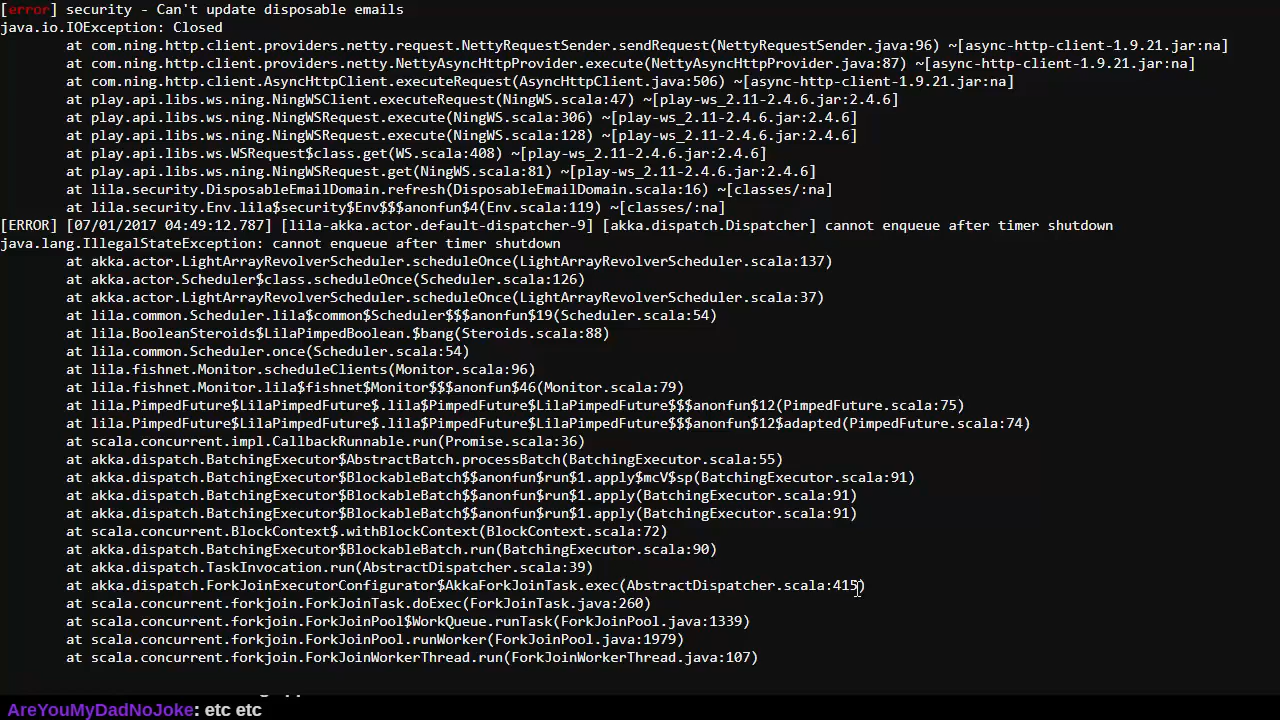 [error] security - Can't update disposable emails
java.io.IOException: Closed
at com.ning.http.client.providers.netty.request.NettyRequestSender.sendRequest(NettyRequestSender.java:96) ~[async-http-client-1.9.21.jar:na]
at com.ning.http.client.providers.netty.NettyAsyncHttpProvider.execute(NettyAsyncHttpProvider.java:87) ~[async-http-client-1.9.21.jar:na]
at com.ning.http.client.AsyncHttpClient.executeRequest(AsyncHttpClient.java:506) ~[async-http-client-1.9.21.jar:na]
at play.api.libs.ws.ning.NingWSClient.executeRequest(NingWS.scala:47) ~[play-ws_2.11-2.4.6.jar:2.4.6]
at play.api.libs.ws.ning.NingWSRequest.execute(NingWS.scala:306) ~[play-ws_2.11-2.4.6.jar:2.4.6]
at play.api.libs.ws.ning.NingWSRequest.execute(NingWS.scala:128) ~[play-ws_2.11-2.4.6.jar:2.4.6]
at play.api.libs.ws.WSRequest$class.get(WS.scala:408) ~[play-ws_2.11-2.4.6.jar:2.4.6]
at play.api.libs.ws.ning.NingWSRequest.get(NingWS.scala:81) ~[play-ws_2.11-2.4.6.jar:2.4.6]
at lila.security.DisposableEmailDomain.refresh(DisposableEmailDomain.scala:16) ~[classes/:na]
at lila.security.Env.lila$security$Env$$$anonfun$4(Env.scala:119) ~[classes/:na]
[ERROR] [07/01/2017 04:49:12.787] [lila-akka.actor.default-dispatcher-9] [akka.dispatch.Dispatcher] cannot enqueue after timer shutdown
java.lang.IllegalStateException: cannot enqueue after timer shutdown
at akka.actor.LightArrayRevolverScheduler.scheduleOnce(LightArrayRevolverScheduler.scala:137)
at akka.actor.Scheduler$class.scheduleOnce(Scheduler.scala:126)
at akka.actor.LightArrayRevolverScheduler.scheduleOnce(LightArrayRevolverScheduler.scala:37)
at lila.common.Scheduler.lila$common$Scheduler$$$anonfun$19(Scheduler.scala:54)
at lila.BooleanSteroids$LilaPimpedBoolean.$bang(Steroids.scala:88)
at lila.common.Scheduler.once(Scheduler.scala:54)
at lila.fishnet.Monitor.scheduleClients(Monitor.scala:96)
at lila.fishnet.Monitor.lila$fishnet$Monitor$$$anonfun$46(Monitor.scala:79)
at lila.PimpedFuture$LilaPimpedFuture$.lila$PimpedFuture$LilaPimpedFuture$$$anonfun$12(PimpedFuture.scala:75)
at lila.PimpedFuture$LilaPimpedFuture$.lila$PimpedFuture$LilaPimpedFuture$$$anonfun$12$adapted(PimpedFuture.scala:74)
at scala.concurrent.impl.CallbackRunnable.run(Promise.scala:36)
at akka.dispatch.BatchingExecutor$AbstractBatch.processBatch(BatchingExecutor.scala:55)
at akka.dispatch.BatchingExecutor$BlockableBatch$$anonfun$run$1.apply$mcV$sp(BatchingExecutor.scala:91)
at akka.dispatch.BatchingExecutor$BlockableBatch$$anonfun$run$1.apply(BatchingExecutor.scala:91)
at akka.dispatch.BatchingExecutor$BlockableBatch$$anonfun$run$1.apply(BatchingExecutor.scala:91)
at scala.concurrent.BlockContext$.withBlockContext(BlockContext.scala:72)
at akka.dispatch.BatchingExecutor$BlockableBatch.run(BatchingExecutor.scala:90)
at akka.dispatch.TaskInvocation.run(AbstractDispatcher.scala:39)
at akka.dispatch.ForkJoinExecutorConfigurator$AkkaForkJoinTask.exec(AbstractDispatcher.scala:415)
at scala.concurrent.forkjoin.ForkJoinTask.doExec(ForkJoinTask.java:260)
at scala.concurrent.forkjoin.ForkJoinPool$WorkQueue.runTask(ForkJoinPool.java:1339)
at scala.concurrent.forkjoin.ForkJoinPool.runWorker(ForkJoinPool.java:1979)
at scala.concurrent.forkjoin.ForkJoinWorkerThread.run(ForkJoinWorkerThread.java:107)
AreYouMyDadNoJoke: etc etc